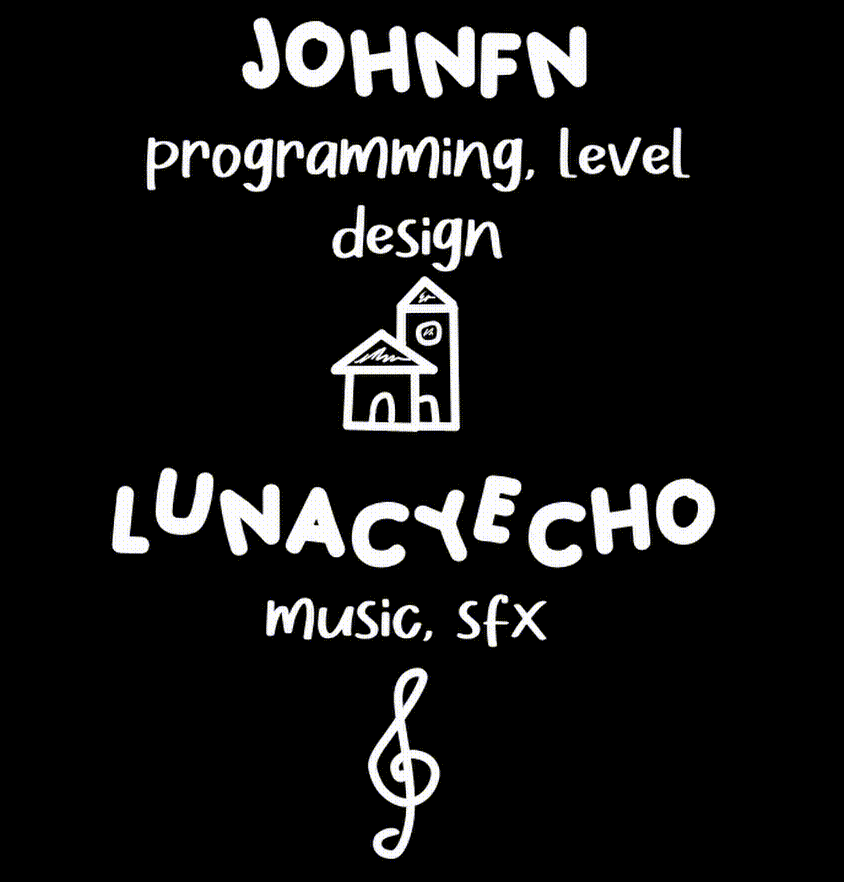 JOHNFN
programming, level
design
LUNACYECHO
music, sfx